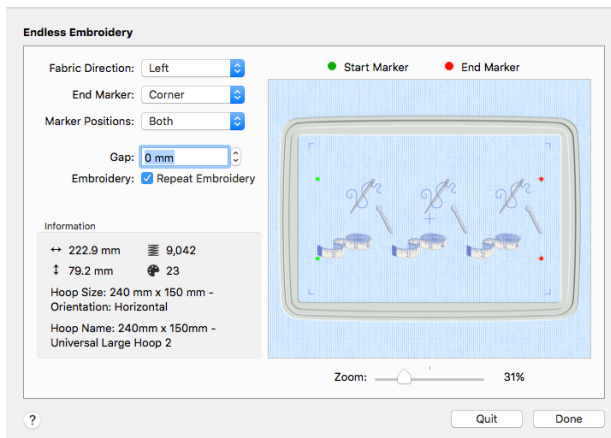 Endless Embroidery
Fabric Direction: Left
End Marker: Corner
Marker Positions: Both
Gap: 0 mm
Embroidery: Repeat Embroidery
Start Marker End Marker
Information
222.9 mm 9,042
79.2 mm 23
Hoop Size: 240 mm x 150 mm -
Orientation: Horizontal
Hoop Name: 240mm x 150mm -
Universal Large Hoop 2
Zoom: 31%
? Quit Done